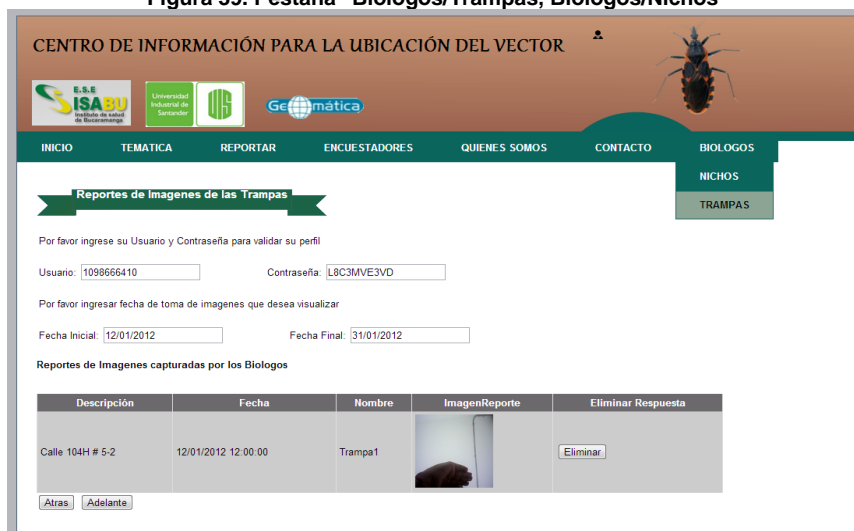 Figura 39. Pestaña "Biologos/Trampas, Biologos/Nichos"
CENTRO DE INFORMACIÓN PARA LA UBICACIÓN DEL VECTOR
E.S.E
ISABU
Instituto de salud
de Bucaramanga
Universidad
Industrial de
Santander
UIS
Geomática
INICIO TEMATICA REPORTAR ENCUESTADORES QUIENES SOMOS CONTACTO BIOLOGOS
NICHOS
TRAMPAS
Reportes de Imagenes de las Trampas
Por favor ingrese su Usuario y Contraseña para validar su perfil
Usuario: 1098666410 Contraseña: L8C3MVE3VD
Por favor ingresar fecha de toma de imagenes que desea visualizar
Fecha Inicial: 12/01/2012 Fecha Final: 31/01/2012
Reportes de Imagenes capturadas por los Biologos
Descripción Fecha Nombre ImagenReporte Eliminar Respuesta
Calle 104H # 5-2 12/01/2012 12:00:00 Trampa1 Eliminar
Atras Adelante